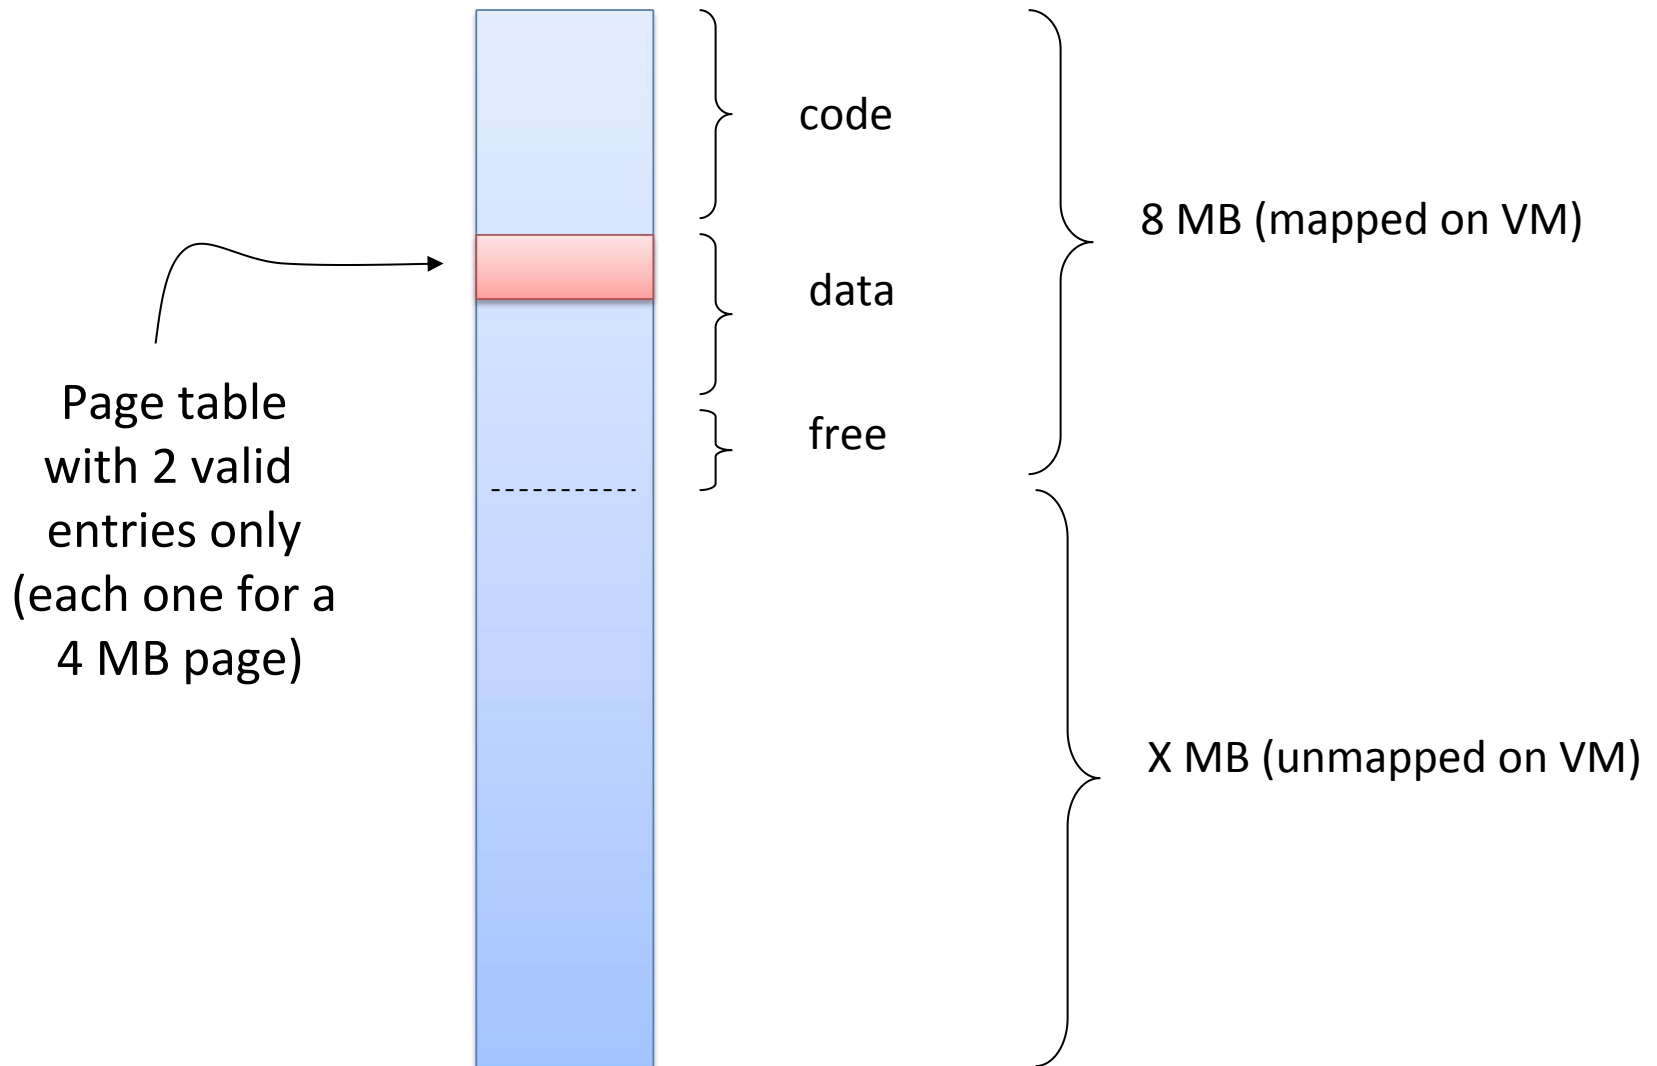 code
8 MB (mapped on VM)
data
Page table
with 2 valid
entries only
(each one for a
4 MB page)
free
X MB (unmapped on VM)